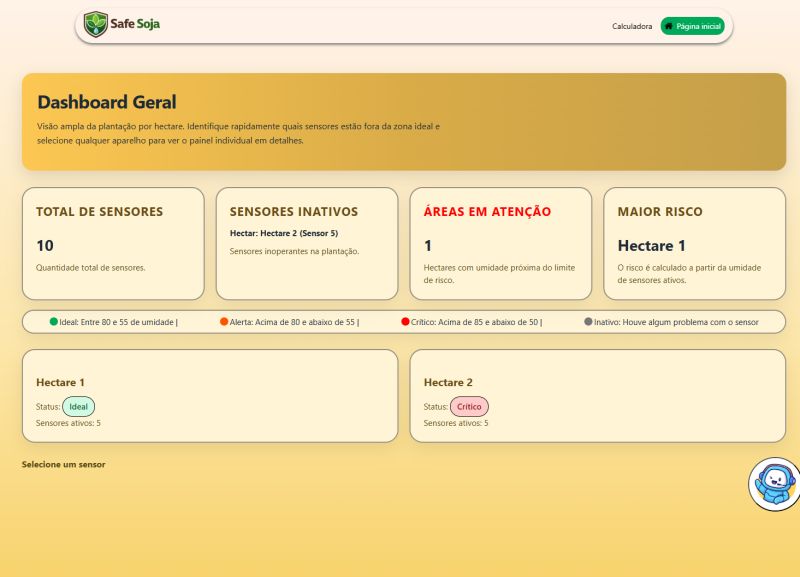 Safe Soja
Calculadora
Página inicial
Dashboard Geral
Visão ampla da plantação por hectare. Identifique rapidamente quais sensores estão fora da zona ideal e
selecione qualquer aparelho para ver o painel individual em detalhes.
TOTAL DE SENSORES
10
Quantidade total de sensores.
SENSORES INATIVOS
Hectar: Hectare 2 (Sensor 5)
Sensores inoperantes na plantação.
ÁREAS EM ATENÇÃO
1
Hectares com umidade próxima do limite
de risco.
MAIOR RISCO
Hectare 1
O risco é calculado a partir da umidade
de sensores ativos.
Ideal: Entre 80 e 55 de umidade |
Alerta: Acima de 80 e abaixo de 55 |
Crítico: Acima de 85 e abaixo de 50 |
Inativo: Houve algum problema com o sensor
Hectare 1
Status: Ideal
Sensores ativos: 5
Hectare 2
Status: Crítico
Sensores ativos: 5
Selecione um sensor